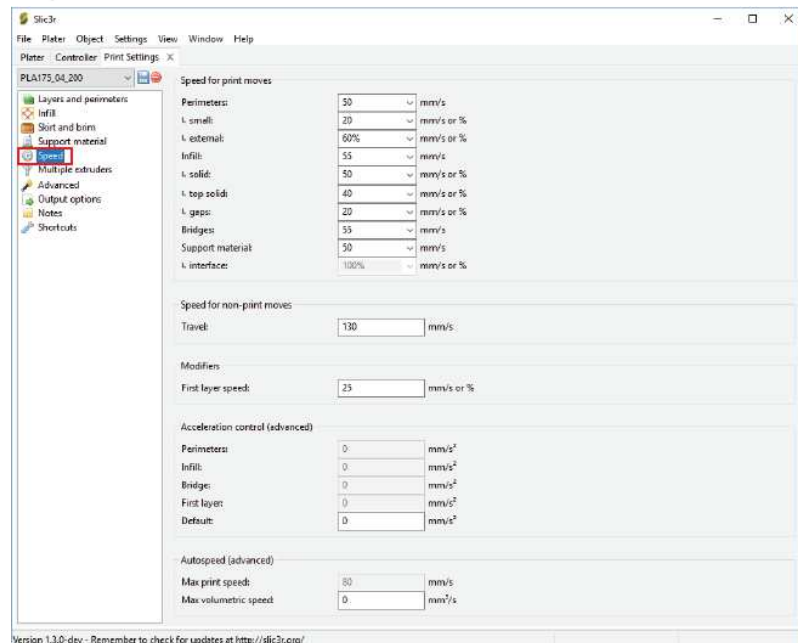 Slic3r
File Plater Object Settings View Window Help
Plater Controller Print Settings
PLA175_04_200
Layers and perimeters
Infill
Skirt and brim
Support material
Speed
Multiple extruders
Advanced
Output options
Notes
Shortcuts
Speed for print moves
Perimeters: 50 mm/s
small: 20 mm/s or %
external: 60% mm/s or %
Infill: 55 mm/s
solid: 50 mm/s or %
top solid: 40 mm/s or %
gaps: 20 mm/s or %
Bridges: 55 mm/s
Support material: 50 mm/s
interface: 100% mm/s or %
Speed for non-print moves
Travel: 130 mm/s
Modifiers
First layer speed: 25 mm/s or %
Acceleration control (advanced)
Perimeters: 0 mm/s²
Infill: 0 mm/s²
Bridge: 0 mm/s²
First layer: 0 mm/s²
Default: 0 mm/s²
Autospeed (advanced)
Max print speed: 80 mm/s
Max volumetric speed: 0 mm³/s
Version 1.3.0-dev - Remember to check for updates at http://slic3r.org/